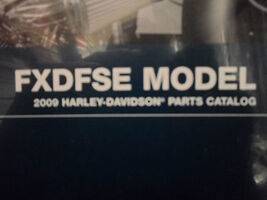 FXDFSE MODEL
2009 HARLEY-DAVIDSON® PARTS CATALOG